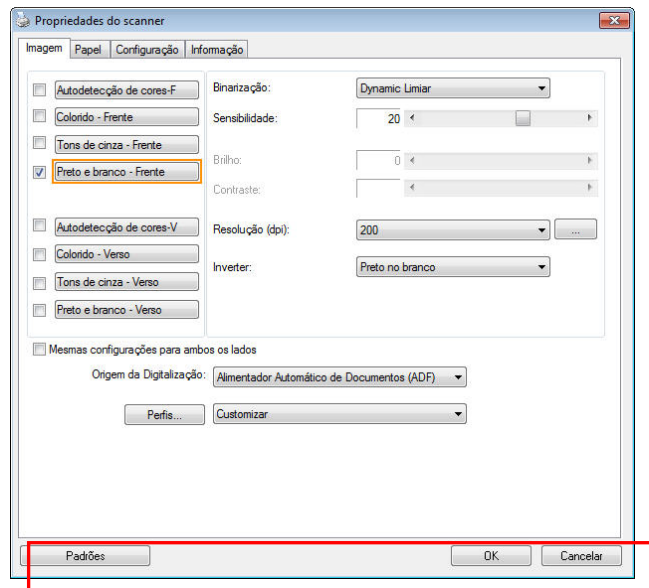 Propriedades do scanner
Imagem Papel Configuração Informação
Autodetecção de cores-F
Colorido - Frente
Tons de cinza - Frente
Preto e branco - Frente
Autodetecção de cores-V
Colorido - Verso
Tons de cinza - Verso
Preto e branco - Verso
Binarização: Dynamic Limiar
Sensibilidade: 20
Brilho: 0
Contraste:
Resolução (dpi): 200 ...
Inverter: Preto no branco
Mesmas configurações para ambos os lados
Origem da Digitalização: Alimentador Automático de Documentos (ADF)
Perfis... Customizar
Padrões OK Cancelar